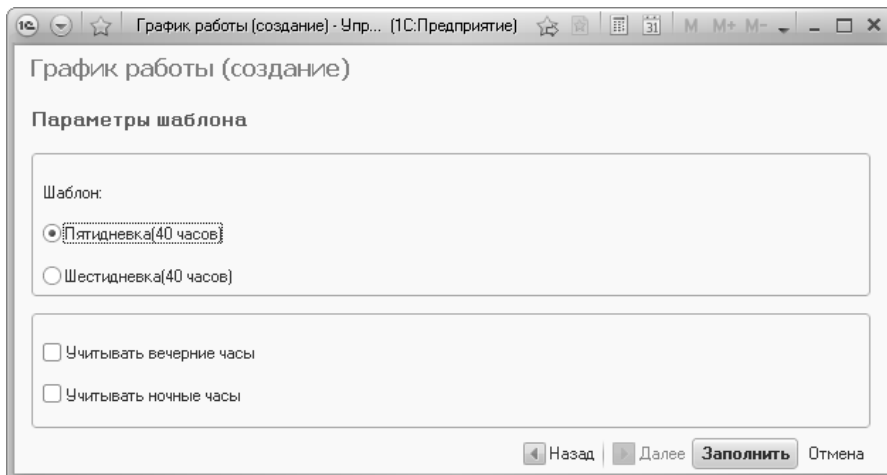 График работы (создание) - Упр... (1С:Предприятие) 31 M M+ M-
График работы (создание)
Параметры шаблона
Шаблон:
Пятидневка(40 часов)
Шестидневка(40 часов)
Учитывать вечерние часы
Учитывать ночные часы
Назад Далее Заполнить Отмена